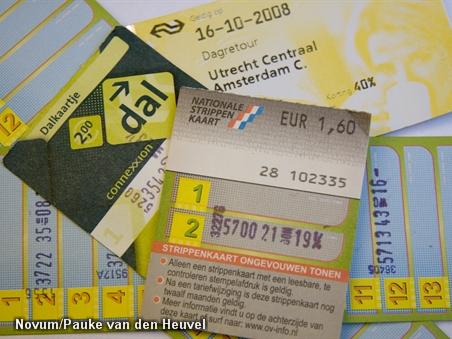 Geldig op
16-10-2008
Dagretour
Utrecht Centraal
Amsterdam C.
Korting 40%
Dalkaartje
2,00
dal
connexxion
1
NATIONALE
STRIPPEN
KAART
EUR 1,60
28 102335
1
2
5700 21 19%
STRIPPENKAART ONGEVOUWEN TONEN
• Alleen een strippenkaart met een leesbare, te
controleren stempelafdruk is geldig.
• Na een tariefwijziging is deze strippenkaart nog
twaalf maanden geldig.
• Meer informatie vindt u op de achterzijde van
deze kaart of surf naar: www.ov-info.nl
12
11
12
13
1
2
3
4
Novum/Pauke van den Heuvel